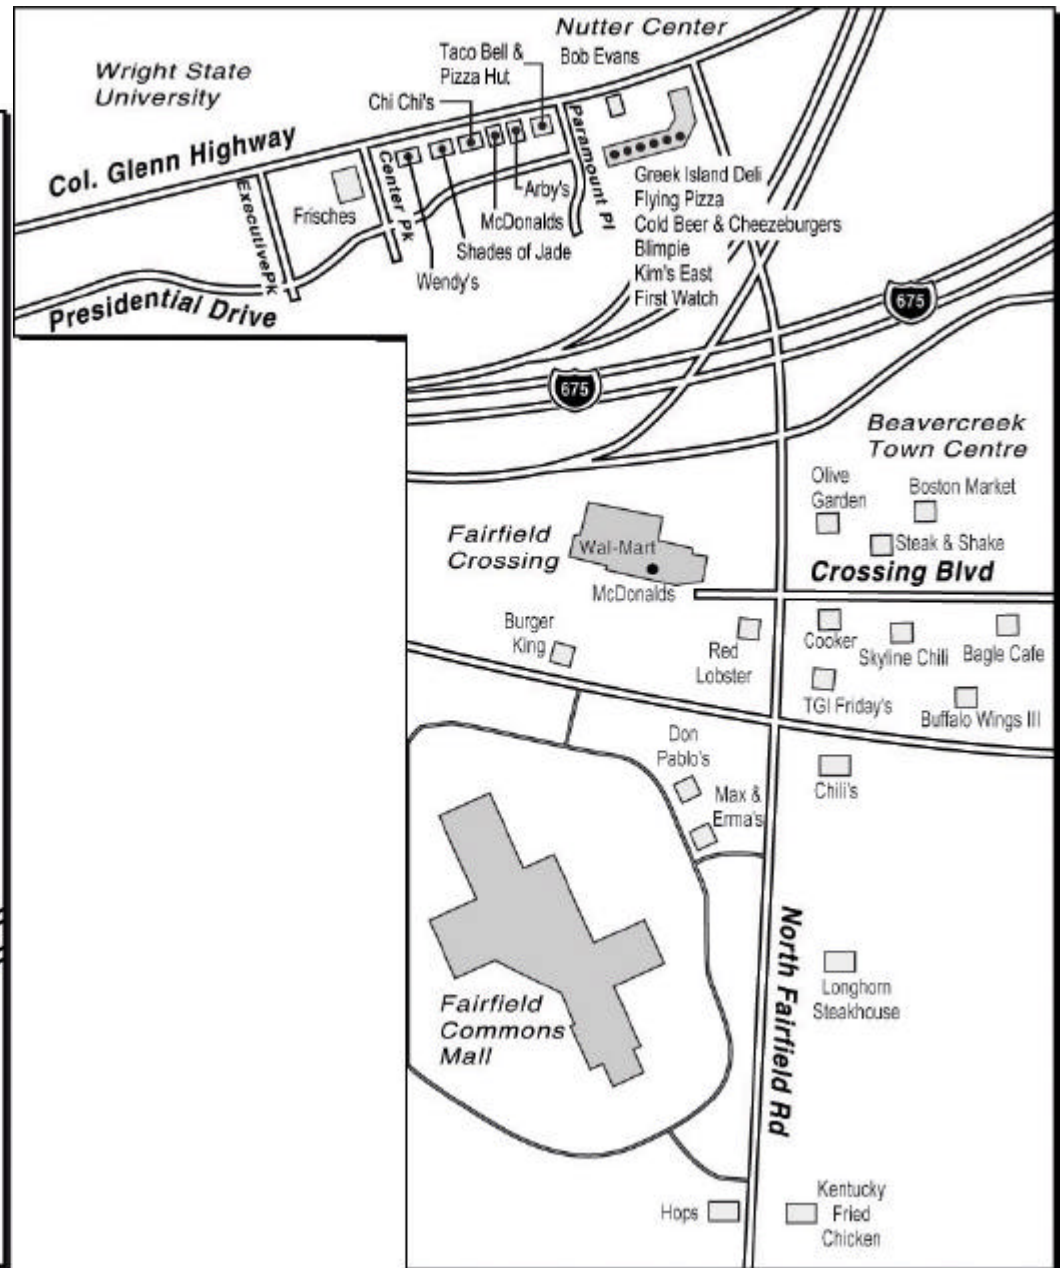 Nutter Center
Bob Evans
Taco Bell &
Pizza Hut
Wright State
University
Chi Chi's
Col. Glenn Highway
Paramount Pl
Center Pk
ExecutivePk
Frisches
Arby's
McDonalds
Shades of Jade
Wendy's
Greek Island Deli
Flying Pizza
Cold Beer & Cheezeburgers
Blimpie
Kim's East
First Watch
Presidential Drive
675
675
Beavercreek
Town Centre
Olive
Garden
Boston Market
Steak & Shake
Fairfield
Crossing
Wal-Mart
McDonalds
Crossing Blvd
Burger
King
Red
Lobster
Cooker
Skyline Chili
Bagle Cafe
TGI Friday's
Buffalo Wings III
Don
Pablo's
Max &
Erma's
Chili's
North Fairfield Rd
Longhorn
Steakhouse
Fairfield
Commons
Mall
Hops
Kentucky
Fried
Chicken